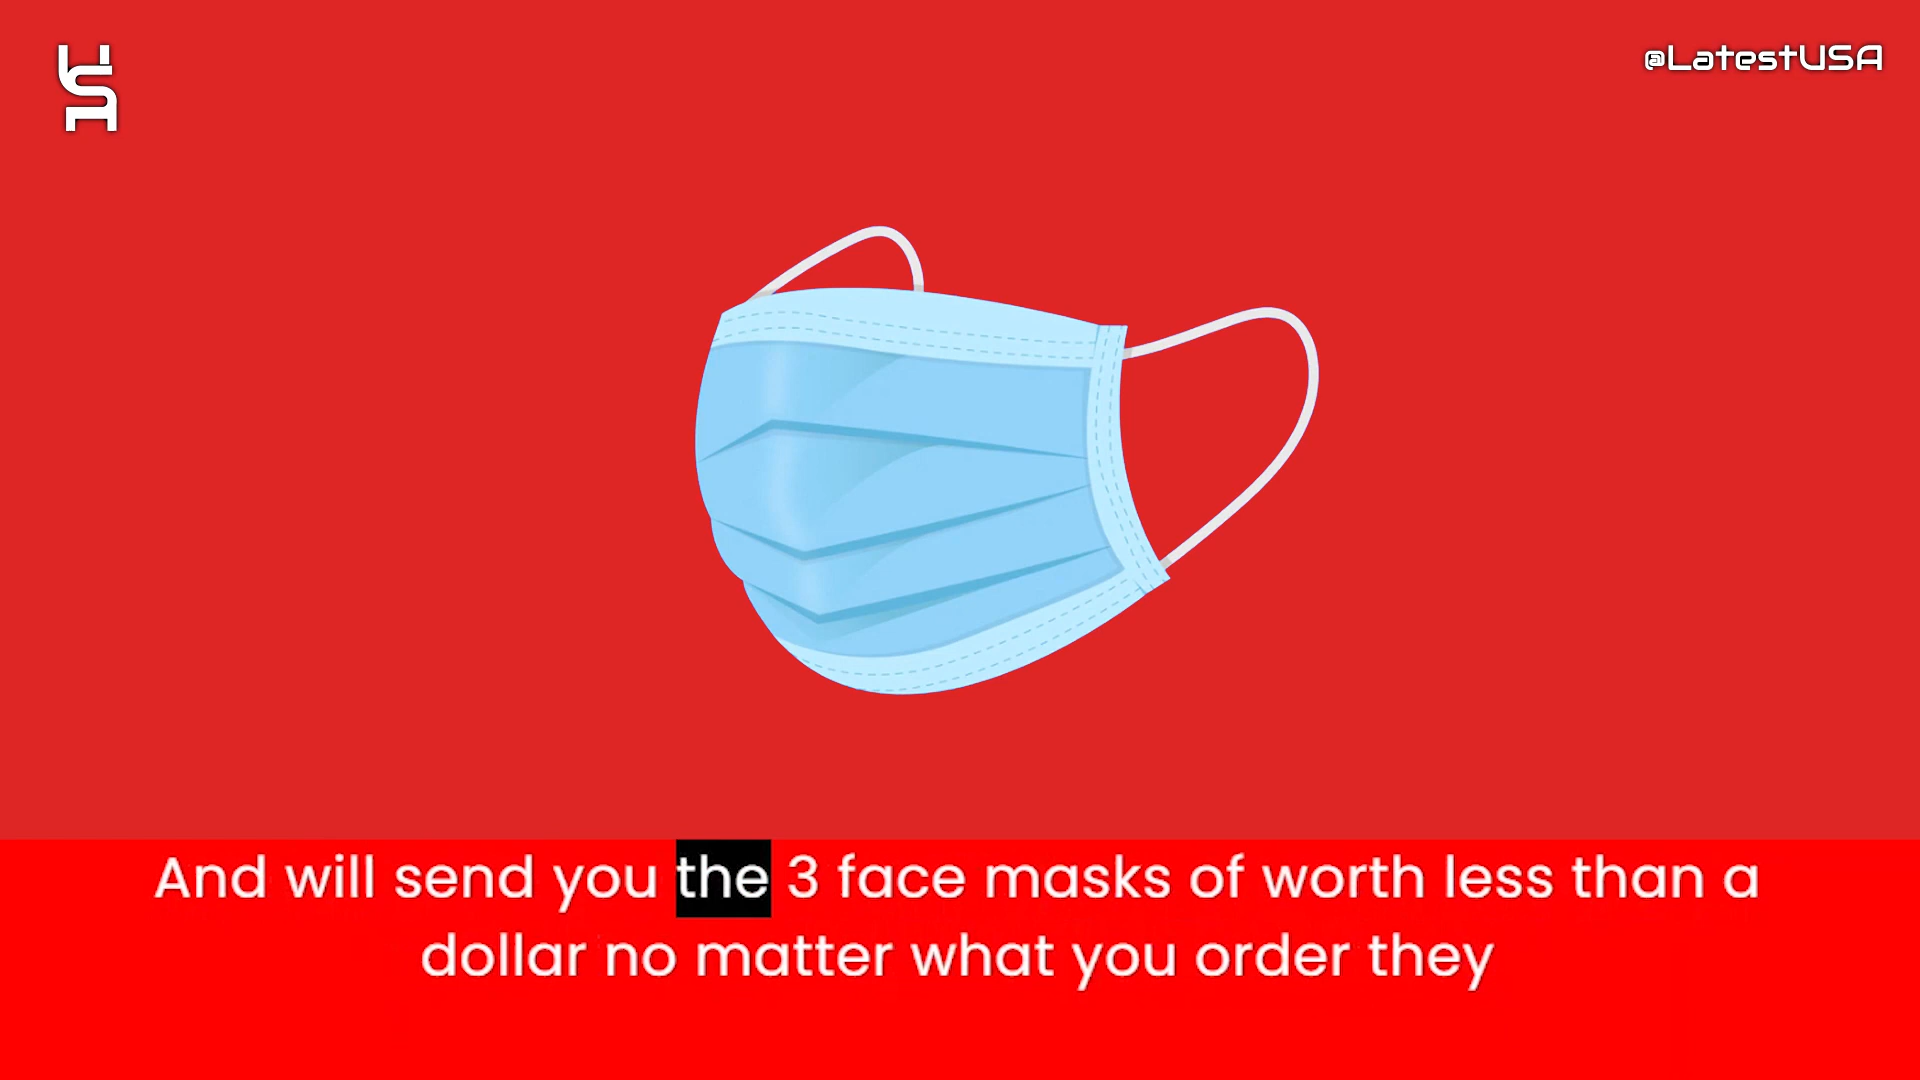 USA
@LatestUSA
And will send you the 3 face masks of worth less than a
dollar no matter what you order they